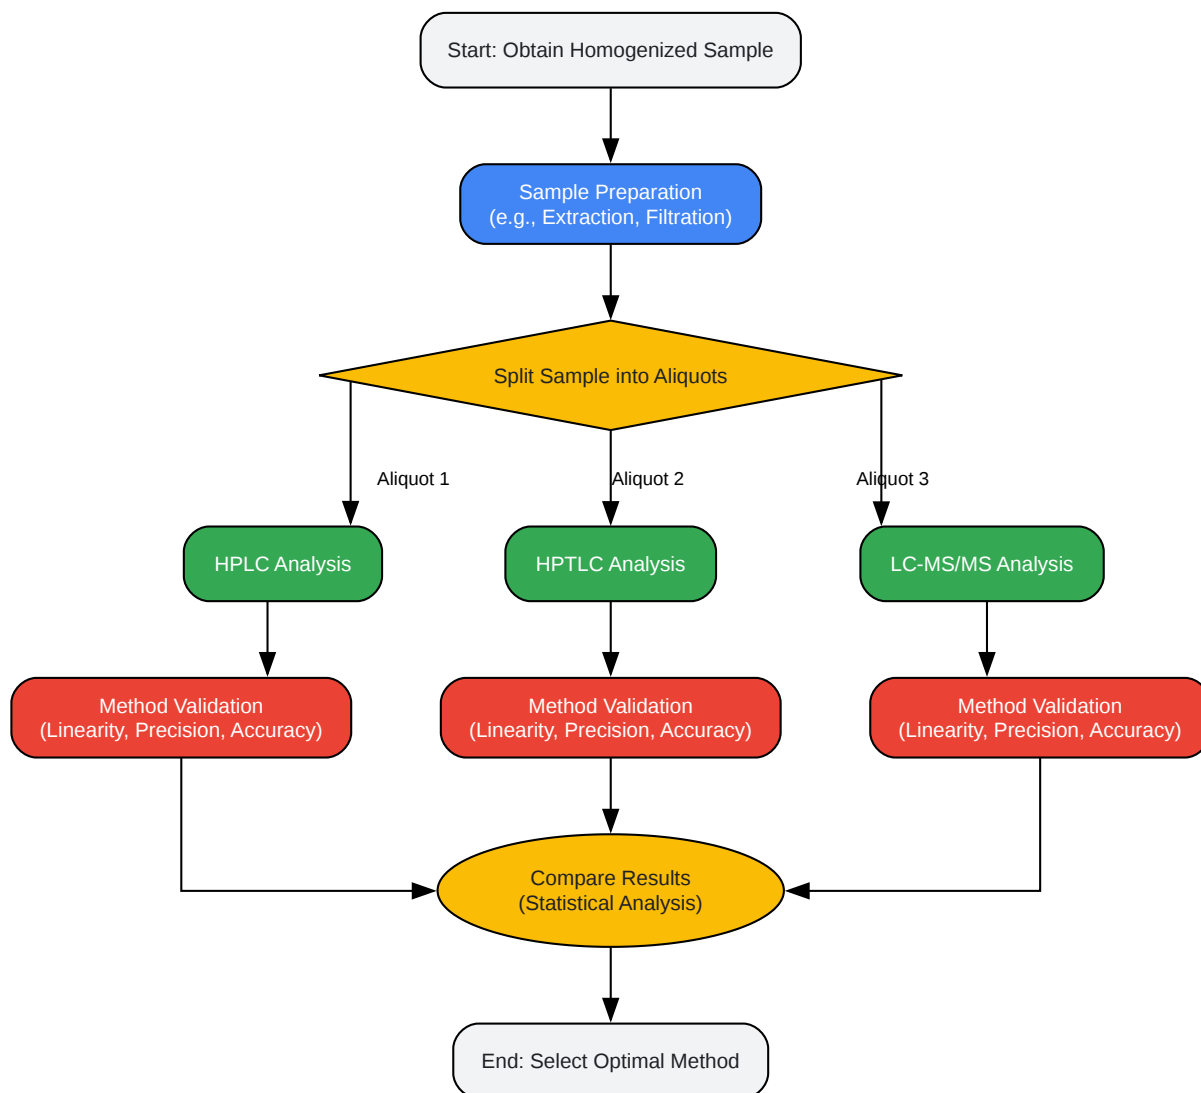 Start: Obtain Homogenized Sample
Sample Preparation
(e.g., Extraction, Filtration)
Split Sample into Aliquots
Aliquot 1
Aliquot 2
Aliquot 3
HPLC Analysis
HPTLC Analysis
LC-MS/MS Analysis
Method Validation
(Linearity, Precision, Accuracy)
Method Validation
(Linearity, Precision, Accuracy)
Method Validation
(Linearity, Precision, Accuracy)
Compare Results
(Statistical Analysis)
End: Select Optimal Method